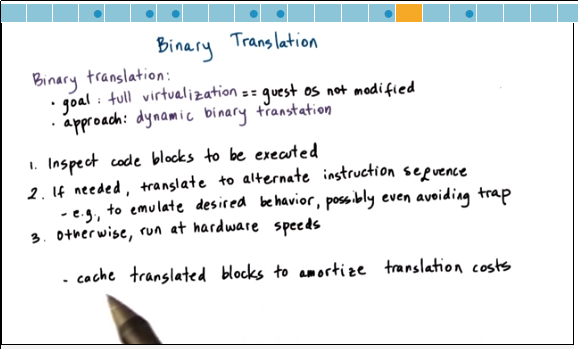 Binary Translation
Binary translation:
• goal: full virtualization == guest OS not modified
• approach: dynamic binary transtation
1. Inspect code blocks to be executed
2. If needed, translate to alternate instruction sequence
- e.g., to emulate desired behavior, possibly even avoiding trap
3. Otherwise, run at hardware speeds
- cache translated blocks to amortize translation costs